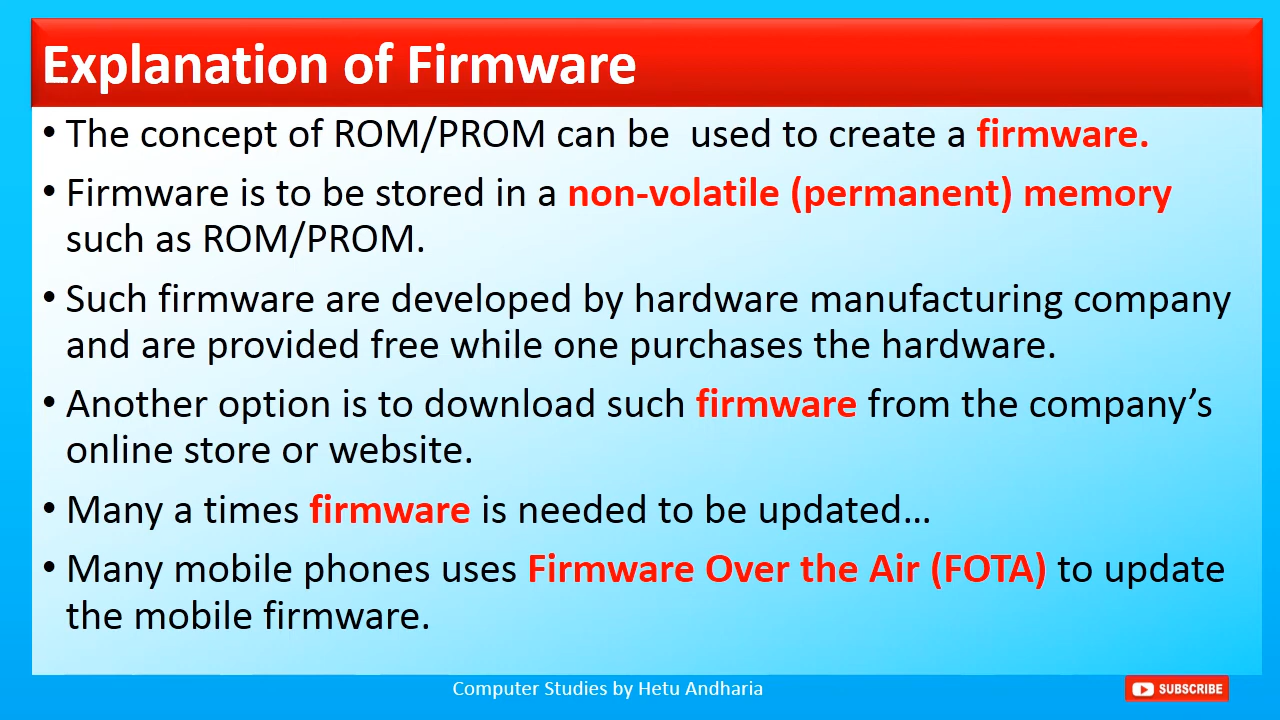 Explanation of Firmware
• The concept of ROM/PROM can be  used to create a firmware.
• Firmware is to be stored in a non-volatile (permanent) memory
such as ROM/PROM.
• Such firmware are developed by hardware manufacturing company
and are provided free while one purchases the hardware.
• Another option is to download such firmware from the company’s
online store or website.
• Many a times firmware is needed to be updated…
• Many mobile phones uses Firmware Over the Air (FOTA) to update
the mobile firmware.
Computer Studies by Hetu Andharia
SUBSCRIBE